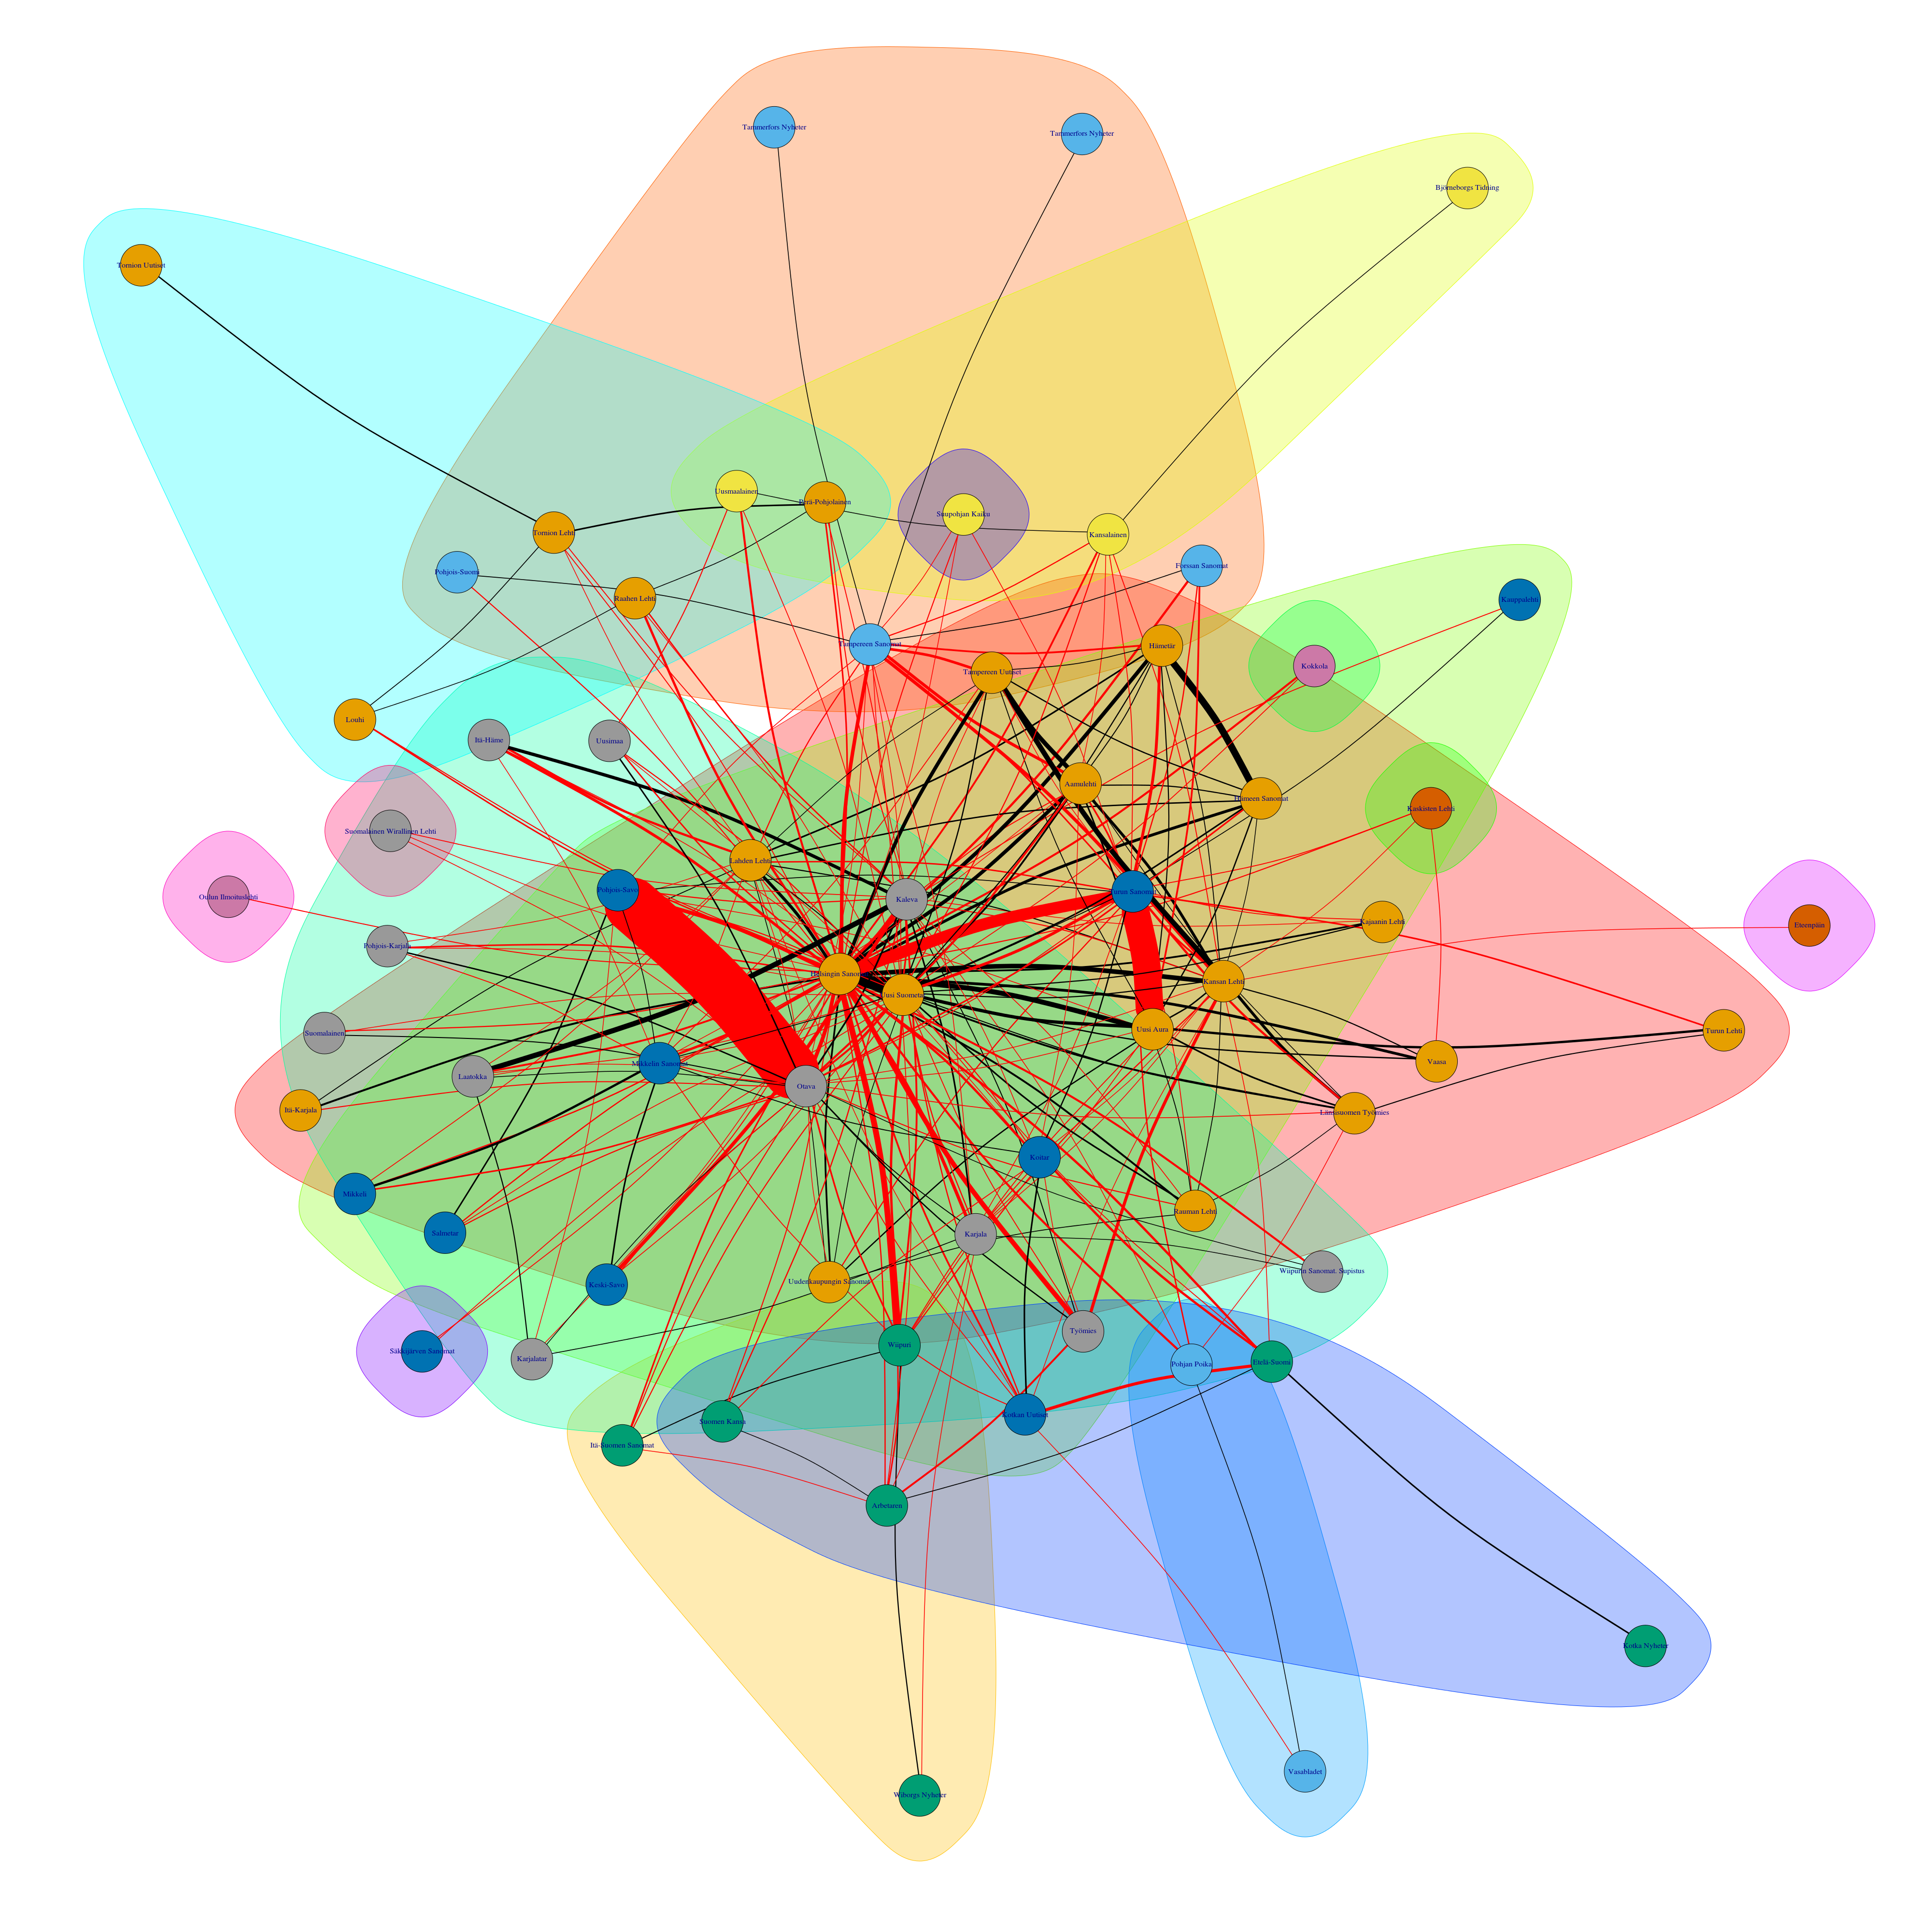 Tammerfors Nyheter
Tammerfors Nyheter
Björneborgs Tidning
Tornion Uutiset
Uusmaalainen
Perä-Pohjolainen
Suupohjan Kaiku
Tornion Lehti
Kansalainen
Forssan Sanomat
Pohjois-Suomi
Raahen Lehti
Kauppalehti
Tampereen Sanomat
Hämetär
Kokkola
Tampereen Uutiset
Louhi
Itä-Häme
Uusimaa
Aamulehti
Hämeen Sanomat
Kaskisten Lehti
Suomalainen Wirallinen Lehti
Lahden Lehti
Pohjois-Savo
Turun Sanomat
Oulun Ilmoituslehti
Kaleva
Kajaanin Lehti
Eteenpäin
Pohjois-Karjala
Helsingin Sanomat
Kansan Lehti
Uusi Suometar
Suomalainen
Uusi Aura
Turun Lehti
Mikkelin Sanomat
Vaasa
Laatokka
Otava
Itä-Karjala
Länsisuomen Työmies
Kotiar
Mikkeli
Rauman Lehti
Salmetar
Karjala
Wiipurin Sanomat. Supistus
Keski-Savo
Uudenkaupungin Sanomat
Työmies
Wiipuri
Säkkijärven Sanomat
Karjalatar
Pohjan Poika
Etelä-Suomi
Kotkan Uutiset
Suomen Kansa
Itä-Suomen Sanomat
Arbetaren
Kotka Nyheter
Vasabladet
Wiborgs Nyheter